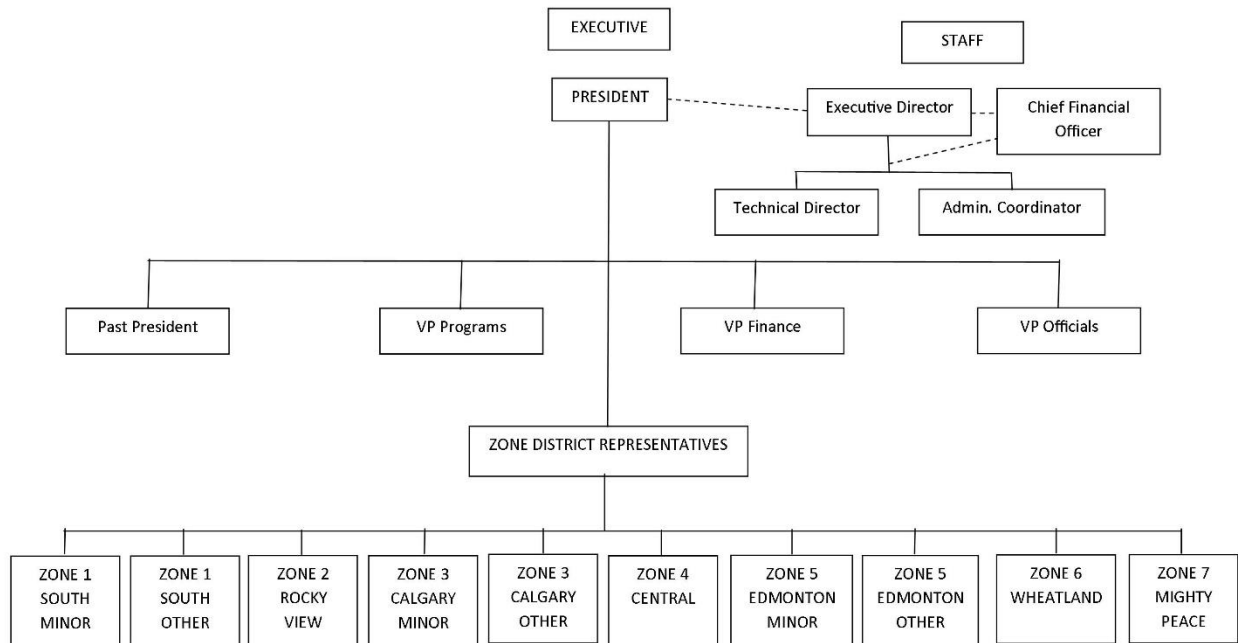 EXECUTIVE
STAFF
PRESIDENT
Executive Director
Chief Financial
Officer
Technical Director
Admin. Coordinator
Past President
VP Programs
VP Finance
VP Officials
ZONE DISTRICT REPRESENTATIVES
ZONE 1
SOUTH
MINOR
ZONE 1
SOUTH
OTHER
ZONE 2
ROCKY
VIEW
ZONE 3
CALGARY
MINOR
ZONE 3
CALGARY
OTHER
ZONE 4
CENTRAL
ZONE 5
EDMONTON
MINOR
ZONE 5
EDMONTON
OTHER
ZONE 6
WHEATLAND
ZONE 7
MIGHTY
PEACE